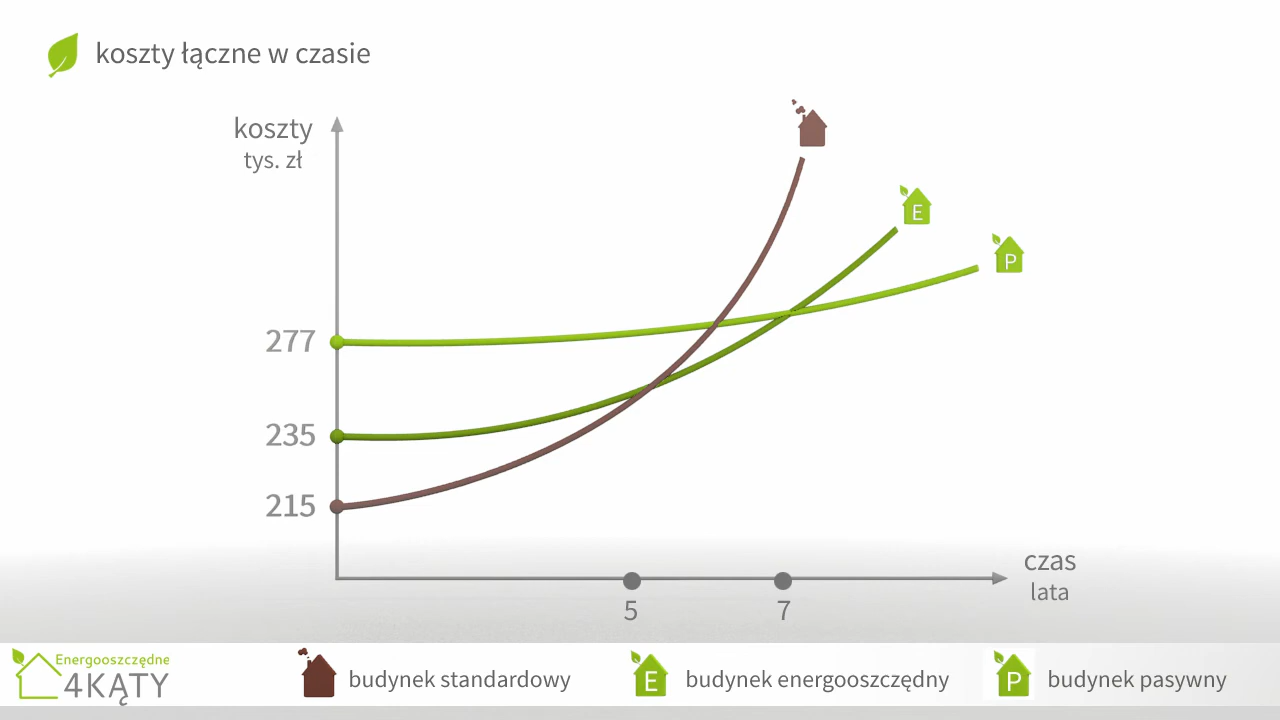 koszty łączne w czasie
koszty
tys. zł
E
P
277
235
215
czas
lata
5
7
Energooszczędne
4KĄTY
budynek standardowy
E
budynek energooszczędny
P
budynek pasywny